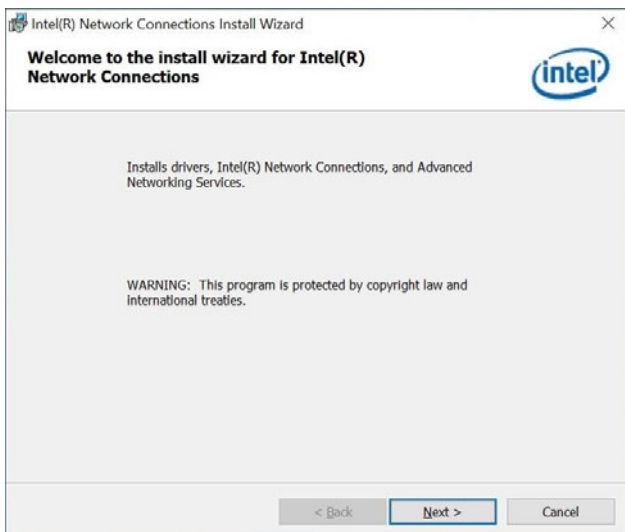 Intel(R) Network Connections Install Wizard
Welcome to the install wizard for Intel(R)
Network Connections
intel
Installs drivers, Intel(R) Network Connections, and Advanced
Networking Services.
WARNING: This program is protected by copyright law and
international treaties.
< Back
Next >
Cancel